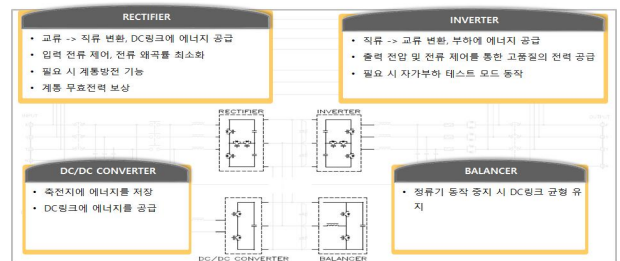 RECTIFIER
• 교류 -> 직류 변환, DC링크에 에너지 공급
• 입력 전류 제어, 전류 왜곡률 최소화
• 필요 시 계통방전 기능
• 계통 무효전력 보상
INVERTER
• 직류 -> 교류 변환, 부하에 에너지 공급
• 출력 전압 및 전류 제어를 통한 고품질의 전력 공급
• 필요 시 자가부하 테스트 모드 동작
RECTIFIER
INVERTER
DC/DC CONVERTER
• 축전지에 에너지를 저장
• DC링크에 에너지를 공급
BALANCER
• 정류기 동작 중지 시 DC링크 균형 유
지
DC/DC CONVERTER
BALANCER